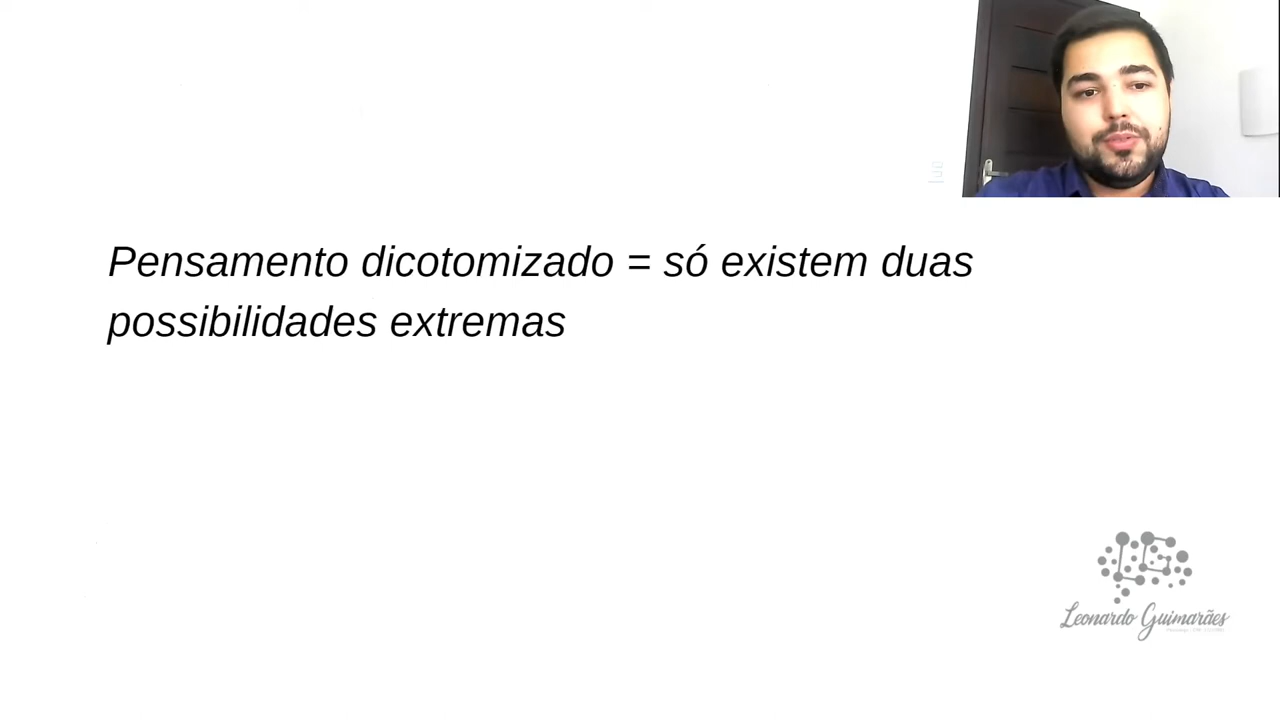 Pensamento dicotomizado = só existem duas
possibilidades extremas
Leonardo Guimarães